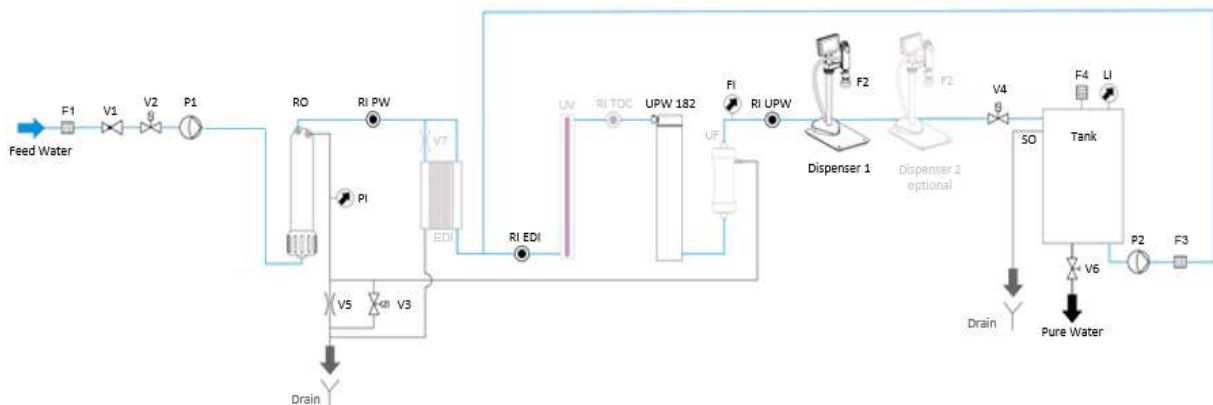 F1
V1
V2
P1
Feed Water
RO
RI PW
PI
V7
EDI
V5
V3
Drain
RI EDI
UV
RI TOC
UPW 182
UF
FI
RI UPW
F2
Dispenser 1
F2
Dispenser 2
optional
V4
SO
F4
LI
Tank
P2
F3
V6
Drain
Pure Water